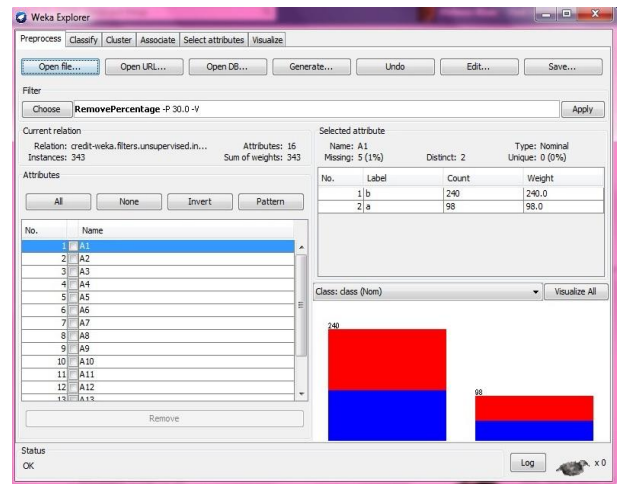 Weka Explorer
Preprocess Classify Cluster Associate Select attributes Visualize
Open file... Open URL... Open DB... Generate... Undo Edit... Save...
Filter
Choose RemovePercentage -P 30.0 -V Apply
Current relation
Relation: credit-weka.filters.unsupervised.in... Attributes: 16
Instances: 343 Sum of weights: 343
Selected attribute
Name: A1 Type: Nominal
Missing: 5 (1%) Distinct: 2 Unique: 0 (0%)
Attributes
All None Invert Pattern
No. Name
1 A1
2 A2
3 A3
4 A4
5 A5
6 A6
7 A7
8 A8
9 A9
10 A10
11 A11
12 A12
13 A13
Remove
No. Label Count Weight
1 b 240 240.0
2 a 98 98.0
Class: class (Nom) Visualize All
240
98
Status
OK
Log x 0